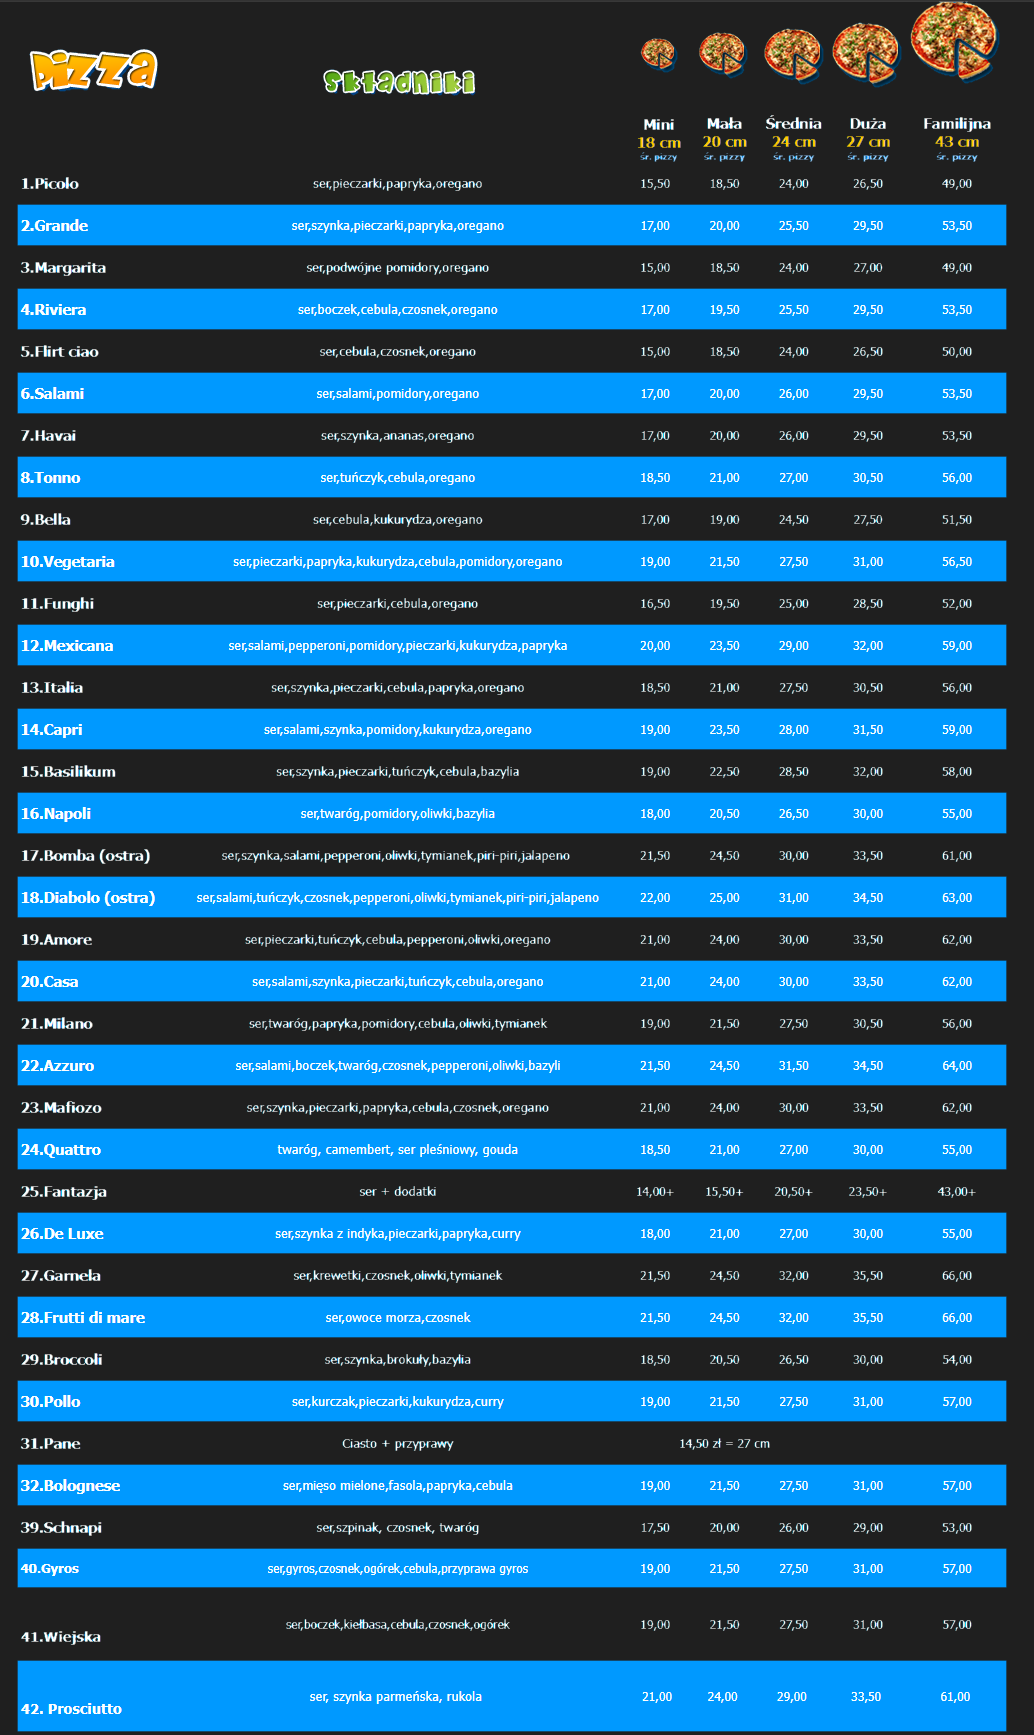 Pizza Składniki
Mini Mała Średnia Duża Familijna
18 cm 20 cm 24 cm 27 cm 43 cm
śr. pizzy śr. pizzy śr. pizzy śr. pizzy śr. pizzy
1.Picolo ser,pieczarki,papryka,oregano 15,50 18,50 24,00 26,50 49,00
2.Grande ser,szynka,pieczarki,papryka,oregano 17,00 20,00 25,50 29,50 53,50
3.Margarita ser,podwójne pomidory,oregano 15,00 18,50 24,00 27,00 49,00
4.Riviera ser,boczek,cebula,czosnek,oregano 17,00 19,50 25,50 29,50 53,50
5.Flirt ciao ser,cebula,czosnek,oregano 15,00 18,50 24,00 26,50 50,00
6.Salami ser,salami,pomidory,oregano 17,00 20,00 26,00 29,50 53,50
7.Havai ser,szynka,ananas,oregano 17,00 20,00 26,00 29,50 53,50
8.Tonno ser,tuńczyk,cebula,oregano 18,50 21,00 27,00 30,50 56,00
9.Bella ser,cebula,kukurydza,oregano 17,00 19,00 24,50 27,50 51,50
10.Vegetaria ser,pieczarki,papryka,kukurydza,cebula,pomidory,oregano 19,00 21,50 27,50 31,00 56,50
11.Funghi ser,pieczarki,cebula,oregano 16,50 19,50 25,00 28,50 52,00
12.Mexicana ser,salami,pepperoni,pomidory,pieczarki,kukurydza,papryka 20,00 23,50 29,00 32,00 59,00
13.Italia ser,szynka,pieczarki,cebula,papryka,oregano 18,50 21,00 27,50 30,50 56,00
14.Capri ser,salami,szynka,pomidory,kukurydza,oregano 19,00 23,50 28,00 31,50 59,00
15.Basilikum ser,szynka,pieczarki,tuńczyk,cebula,bazylia 19,00 22,50 28,50 32,00 58,00
16.Napoli ser,twaróg,pomidory,oliwki,bazylia 18,00 20,50 26,50 30,00 55,00
17.Bomba (ostra) ser,szynka,salami,pepperoni,oliwki,tymianek,piri-piri,jalapeno 21,50 24,50 30,00 33,50 61,00
18.Diabolo (ostra) ser,salami,tuńczyk,czosnek,pepperoni,oliwki,tymianek,piri-piri,jalapeno 22,00 25,00 31,00 34,50 63,00
19.Amore ser,pieczarki,tuńczyk,cebula,pepperoni,oliwki,oregano 21,00 24,00 30,00 33,50 62,00
20.Casa ser,salami,szynka,pieczarki,tuńczyk,cebula,oregano 21,00 24,00 30,00 33,50 62,00
21.Milano ser,twaróg,papryka,pomidory,cebula,oliwki,tymianek 19,00 21,50 27,50 30,50 56,00
22.Azzuro ser,salami,boczek,twaróg,czosnek,pepperoni,oliwki,bazyli 21,50 24,50 31,50 34,50 64,00
23.Mafiozo ser,szynka,pieczarki,papryka,cebula,czosnek,oregano 21,00 24,00 30,00 33,50 62,00
24.Quattro twaróg, camembert, ser pleśniowy, gouda 18,50 21,00 27,00 30,00 55,00
25.Fantazja ser + dodatki 14,00+ 15,50+ 20,50+ 23,50+ 43,00+
26.De Luxe ser,szynka z indyka,pieczarki,papryka,curry 18,00 21,00 27,00 30,00 55,00
27.Garnela ser,krewetki,czosnek,oliwki,tymianek 21,50 24,50 32,00 35,50 66,00
28.Frutti di mare ser,owoce morza,czosnek 21,50 24,50 32,00 35,50 66,00
29.Broccoli ser,szynka,brokuły,bazylia 18,50 20,50 26,50 30,00 54,00
30.Pollo ser,kurczak,pieczarki,kukurydza,curry 19,00 21,50 27,50 31,00 57,00
31.Pane Ciasto + przyprawy 14,50 zł = 27 cm
32.Bolognese ser,mięso mielone,fasola,papryka,cebula 19,00 21,50 27,50 31,00 57,00
39.Schnapi ser,szpinak, czosnek, twaróg 17,50 20,00 26,00 29,00 53,00
40.Gyros ser,gyros,czosnek,ogórek,cebula,przyprawa gyros 19,00 21,50 27,50 31,00 57,00
41.Wiejska ser,boczek,kiełbasa,cebula,czosnek,ogórek 19,00 21,50 27,50 31,00 57,00
42. Prosciutto ser, szynka parmeńska, rukola 21,00 24,00 29,00 33,50 61,00